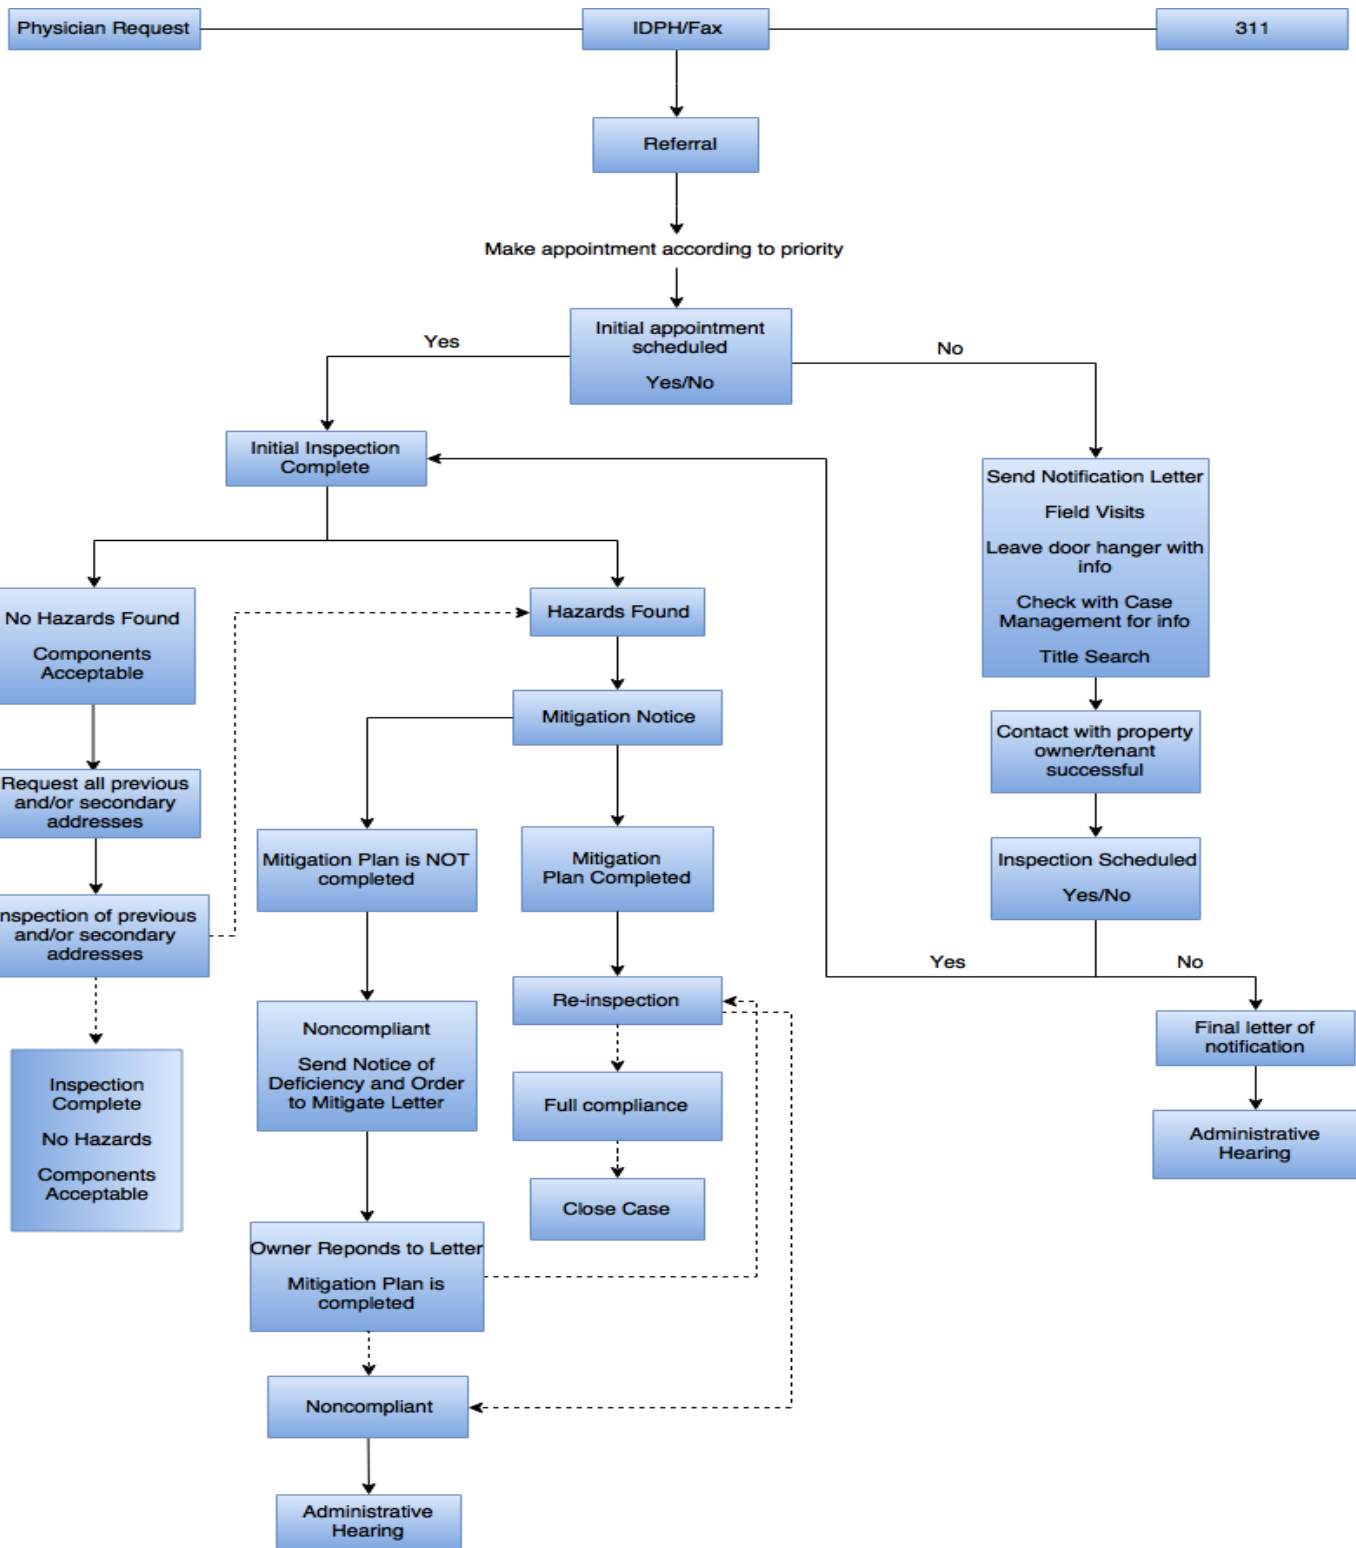 Physician Request
IDPH/Fax
311
Referral
Make appointment according to priority
Initial appointment
scheduled
Yes/No
Yes
No
Initial Inspection
Complete
Send Notification Letter
Field Visits
Leave door hanger with
info
Check with Case
Management for info
Title Search
No Hazards Found
Components
Acceptable
Hazards Found
Mitigation Notice
Contact with property
owner/tenant
successful
Request all previous
and/or secondary
addresses
Mitigation Plan is NOT
completed
Mitigation
Plan Completed
Inspection Scheduled
Yes/No
nspection of previous
and/or secondary
addresses
Yes
No
Re-inspection
Noncompliant
Send Notice of
Deficiency and Order
to Mitigate Letter
Final letter of
notification
Inspection
Complete
No Hazards
Components
Acceptable
Full compliance
Administrative
Hearing
Close Case
Owner Reponds to Letter
Mitigation Plan is
completed
Noncompliant
Administrative
Hearing